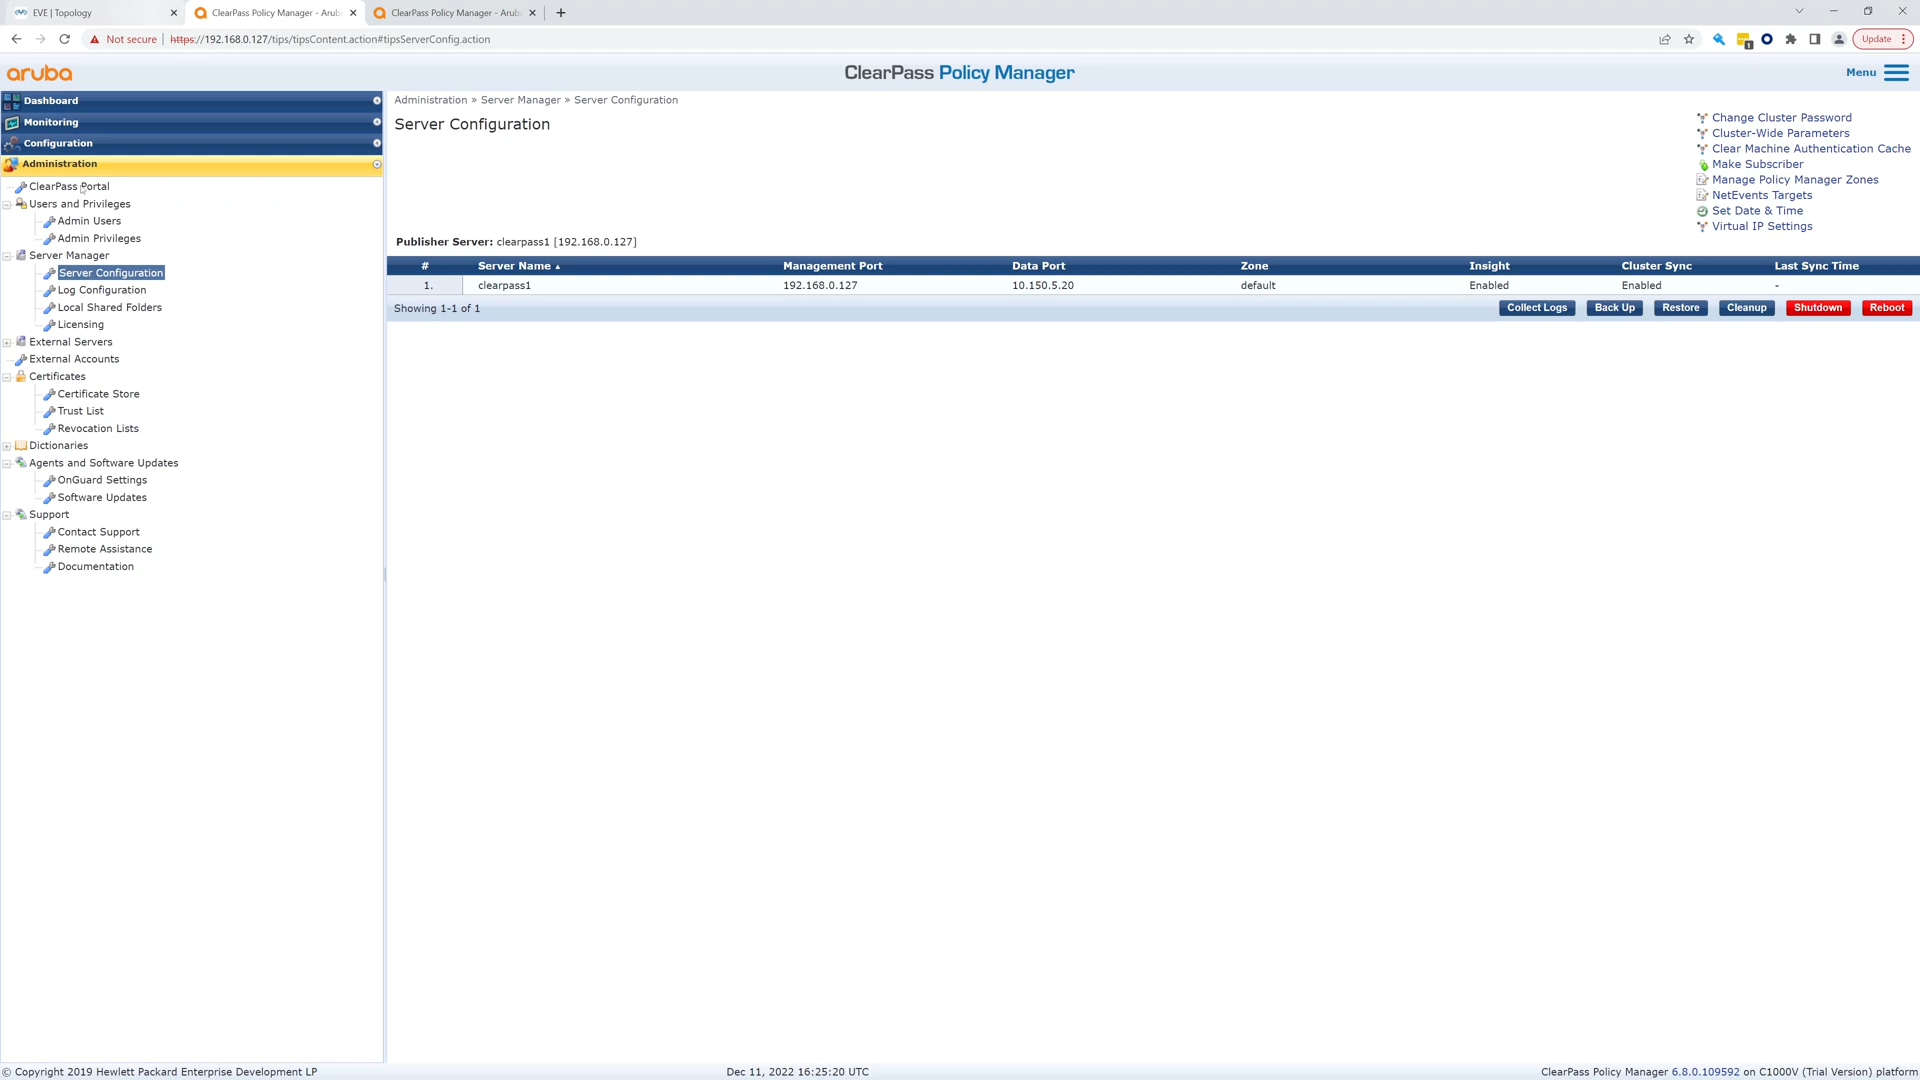 EVE | Topology
ClearPass Policy Manager - Arub
ClearPass Policy Manager - Arub
Not secure
https://192.168.0.127/tips/tipsContent.action#tipsServerConfig.action
1
Update
aruba
ClearPass Policy Manager
Menu
Dashboard
Monitoring
Configuration
Administration
ClearPass Portal
Users and Privileges
Admin Users
Admin Privileges
Server Manager
Server Configuration
Log Configuration
Local Shared Folders
Licensing
External Servers
External Accounts
Certificates
Certificate Store
Trust List
Revocation Lists
Dictionaries
Agents and Software Updates
OnGuard Settings
Software Updates
Support
Contact Support
Remote Assistance
Documentation
Administration » Server Manager » Server Configuration
Server Configuration
Change Cluster Password
Cluster-Wide Parameters
Clear Machine Authentication Cache
Make Subscriber
Manage Policy Manager Zones
NetEvents Targets
Set Date & Time
Virtual IP Settings
Publisher Server: clearpass1 [192.168.0.127]
# Server Name Management Port Data Port Zone Insight Cluster Sync Last Sync Time
1. clearpass1 192.168.0.127 10.150.5.20 default Enabled Enabled -
Showing 1-1 of 1
Collect Logs Back Up Restore Cleanup Shutdown Reboot
© Copyright 2019 Hewlett Packard Enterprise Development LP
Dec 11, 2022 16:25:20 UTC
ClearPass Policy Manager 6.8.0.109592 on C1000V (Trial Version) platform